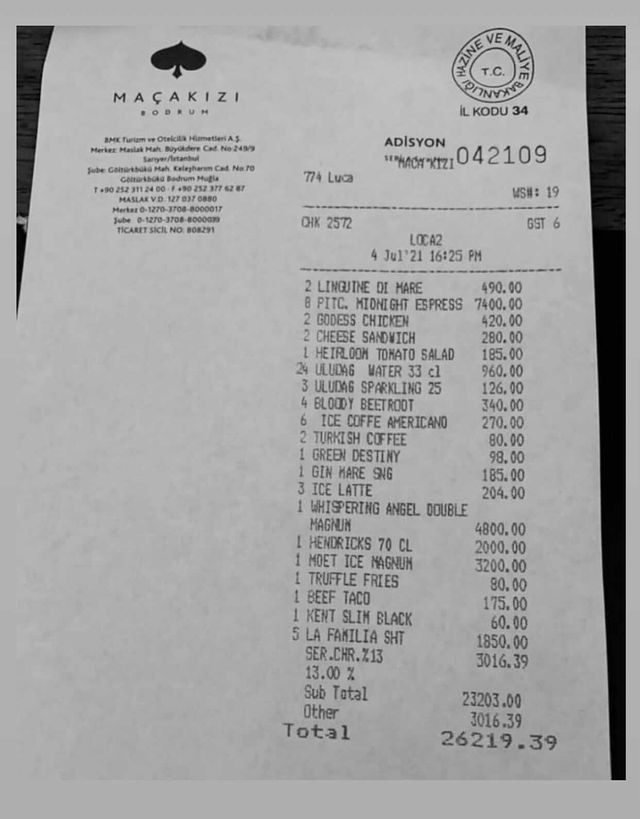 MAÇAKIZI
BODRUM
BMK Turizm ve Otelcilik Hizmetleri A.Ş.
Merkez: Maslak Mah. Büyükdere Cad. No:249/9
Sarıyer/İstanbul
Şube: Göltürkbükü Mah. Keleşharım Cad. No:70
Göltürkbükü Bodrum Muğla
T +90 252 311 24 00 · F +90 252 377 62 87
MASLAK V.D. 127 037 0880
Merkez 0-1270-3708-8000017
Şube 0-1270-3708-8000039
TİCARET SİCİL NO: 808291
HAZİNE VE MALİYE BAKANLIĞI
T.C.
İL KODU 34
ADİSYON
042109
774 Luca
WS#: 19
CHK 2572 GST 6
LOCA2
4 Jul'21 16:25 PM
2 LINGUINE DI MARE 490.00
8 PITC. MIDNIGHT ESPRESS 7400.00
2 GODESS CHICKEN 420.00
2 CHEESE SANDWICH 280.00
1 HEIRLOOM TOMATO SALAD 185.00
24 ULUDAG WATER 33 cl 960.00
3 ULUDAG SPARKLING 25 126.00
4 BLOODY BEETROOT 340.00
6 ICE COFFE AMERICANO 270.00
2 TURKISH COFFEE 80.00
1 GREEN DESTINY 98.00
1 GIN MARE SNG 185.00
3 ICE LATTE 204.00
1 WHISPERING ANGEL DOUBLE
MAGNUM 4800.00
1 HENDRICKS 70 CL 2000.00
1 MOET ICE MAGNUM 3200.00
1 TRUFFLE FRIES 80.00
1 BEEF TACO 175.00
1 KENT SLIM BLACK 60.00
5 LA FAMILIA SHT 1850.00
SER.CHR.%13 3016.39
13.00 %
Sub Total 23203.00
Other 3016.39
Total 26219.39